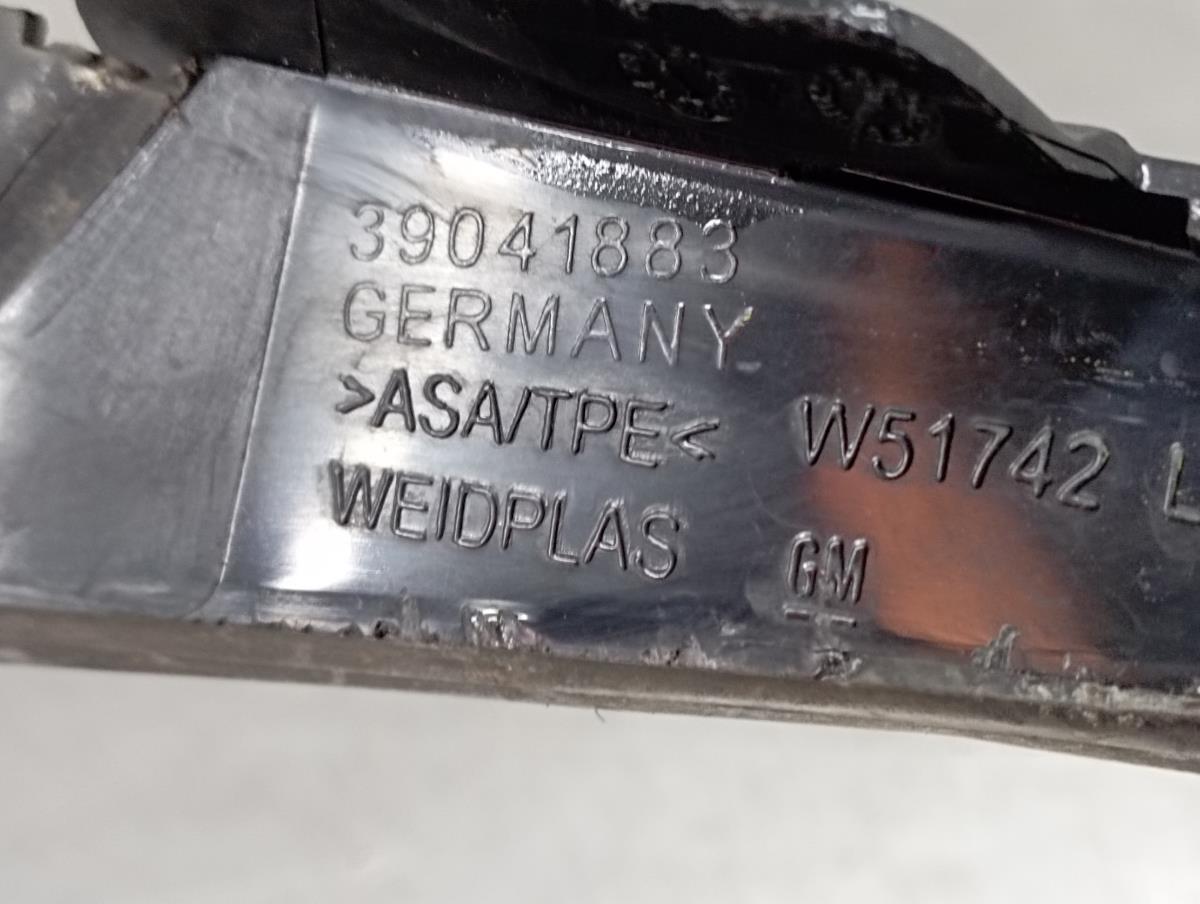 39041883
GERMANY
>ASA/TPE< W51742 L
WEIDPLAS GM